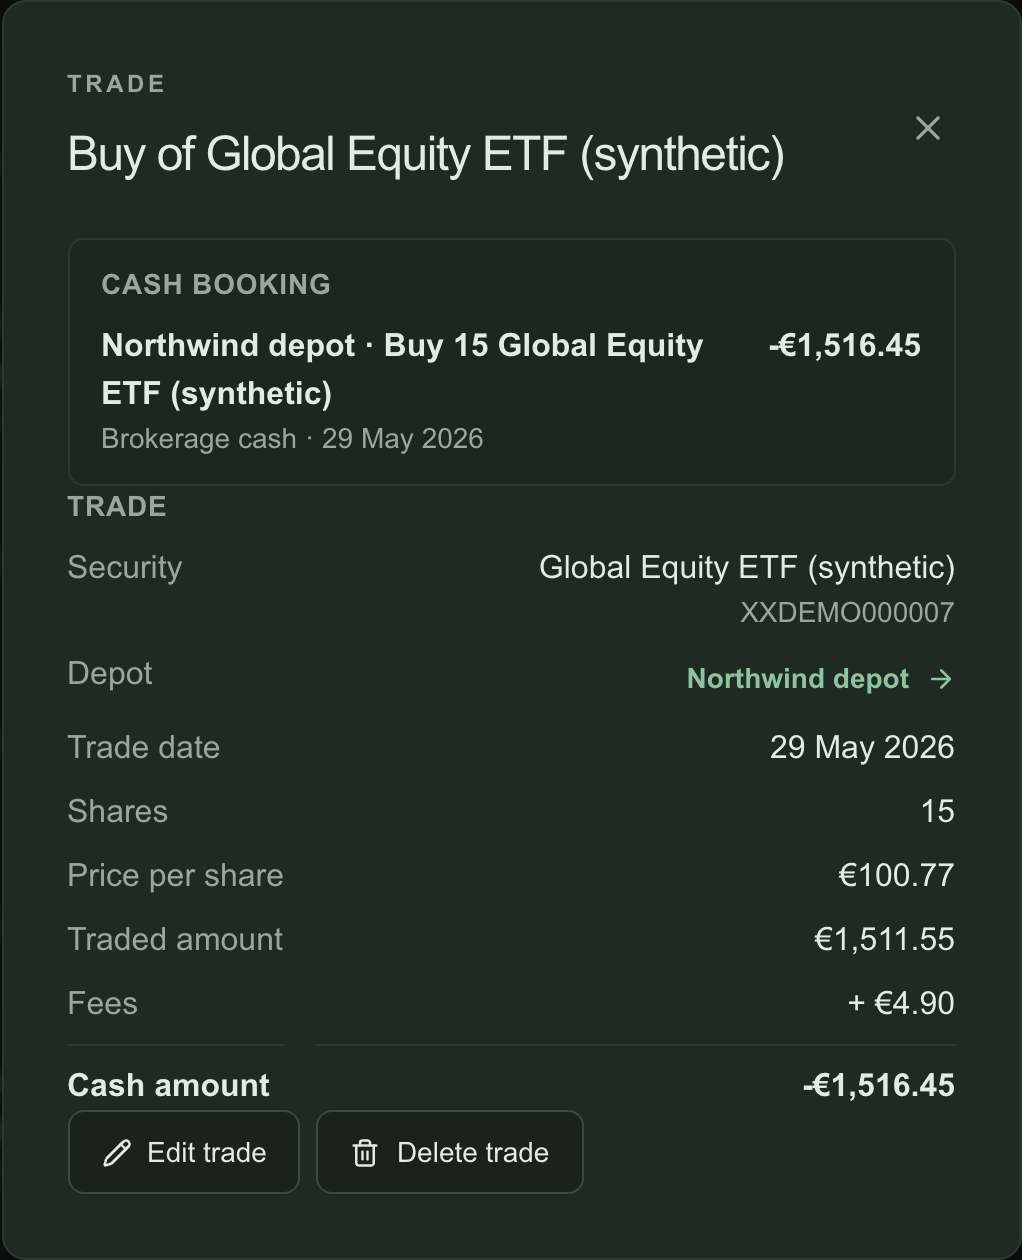 TRADE
Buy of Global Equity ETF (synthetic)
CASH BOOKING
Northwind depot · Buy 15 Global Equity -€1,516.45
ETF (synthetic)
Brokerage cash · 29 May 2026
TRADE
Security Global Equity ETF (synthetic)
XXDEMO000007
Depot Northwind depot →
Trade date 29 May 2026
Shares 15
Price per share €100.77
Traded amount €1,511.55
Fees + €4.90
Cash amount -€1,516.45
Edit trade Delete trade